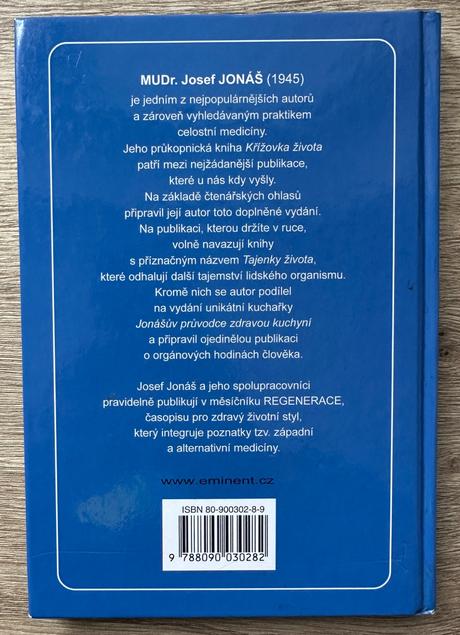 MUDr. Josef JONÁŠ (1945)
je jedním z nejpopulárnějších autorů
a zároveň vyhledávaným praktikem
celostní medicíny.
Jeho průkopnická kniha Křížovka života
patří mezi nejžádanější publikace,
které u nás kdy vyšly.
Na základě čtenářských ohlasů
připravil její autor toto doplněné vydání.
Na publikaci, kterou držíte v ruce,
volně navazují knihy
s příznačným názvem Tajenky života,
které odhalují další tajemství lidského organismu.
Kromě nich se autor podílel
na vydání unikátní kuchařky
Jonášův průvodce zdravou kuchyní
a připravil ojedinělou publikaci
o orgánových hodinách člověka.
Josef Jonáš a jeho spolupracovníci
pravidelně publikují v měsíčníku REGENERACE,
časopisu pro zdravý životní styl,
který integruje poznatky tzv. západní
a alternativní medicíny.
www.eminent.cz
ISBN 80-900302-8-9
9 788090 030282